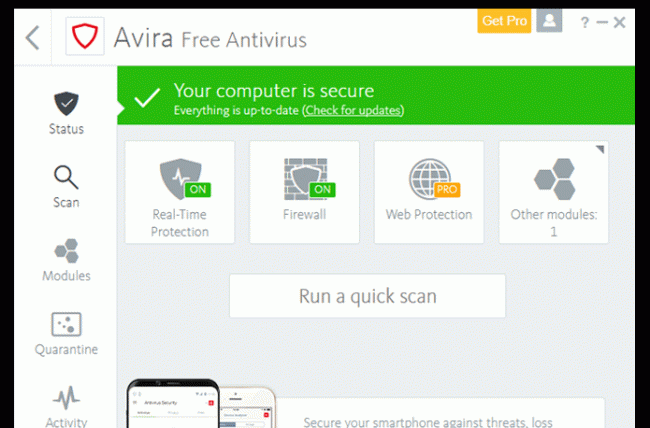 Avira Free Antivirus
Get Pro
?
Status
Scan
Modules
Quarantine
Activity
Your computer is secure
Everything is up-to-date (Check for updates)
ON
Real-Time
Protection
ON
Firewall
PRO
Web Protection
Other modules:
1
Run a quick scan
Antivirus Security
Secure your smartphone against threats, loss